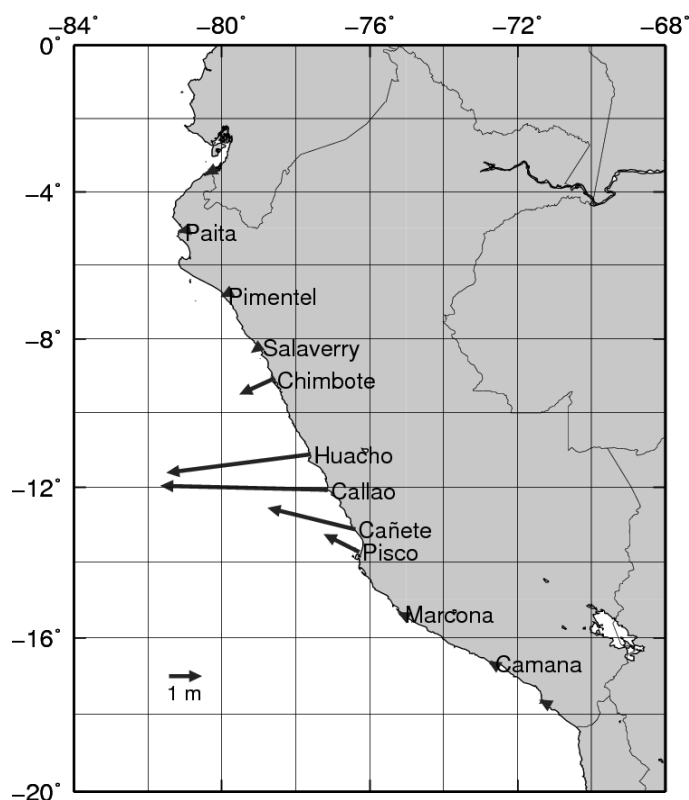 −84˚ −80˚ −76˚ −72˚ −68˚
0˚
−4˚
Paita
Pimentel
−8˚
Salaverry
Chimbote
Huacho
−12˚
Callao
Cañete
Pisco
Marcona
−16˚
Camana
1 m
−20˚